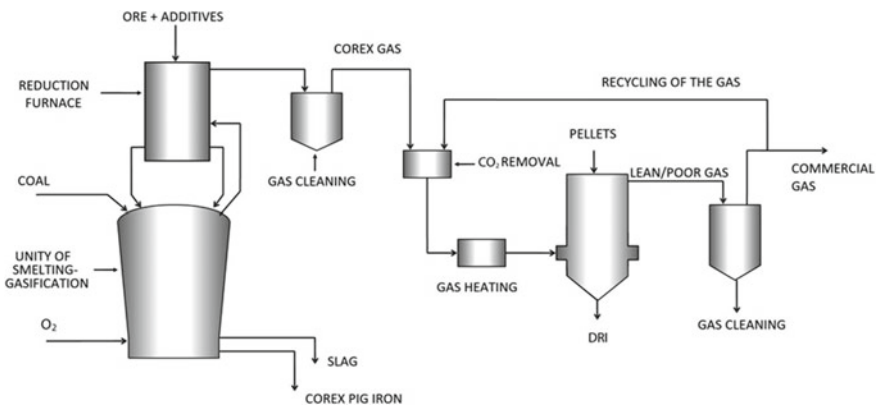 ORE + ADDITIVES
COREX GAS
REDUCTION
FURNACE
RECYCLING OF THE GAS
PELLETS
CO₂ REMOVAL
LEAN/POOR GAS
COMMERCIAL
GAS
GAS CLEANING
COAL
UNITY OF
SMELTING-
GASIFICATION
GAS HEATING
O₂
DRI
GAS CLEANING
SLAG
COREX PIG IRON